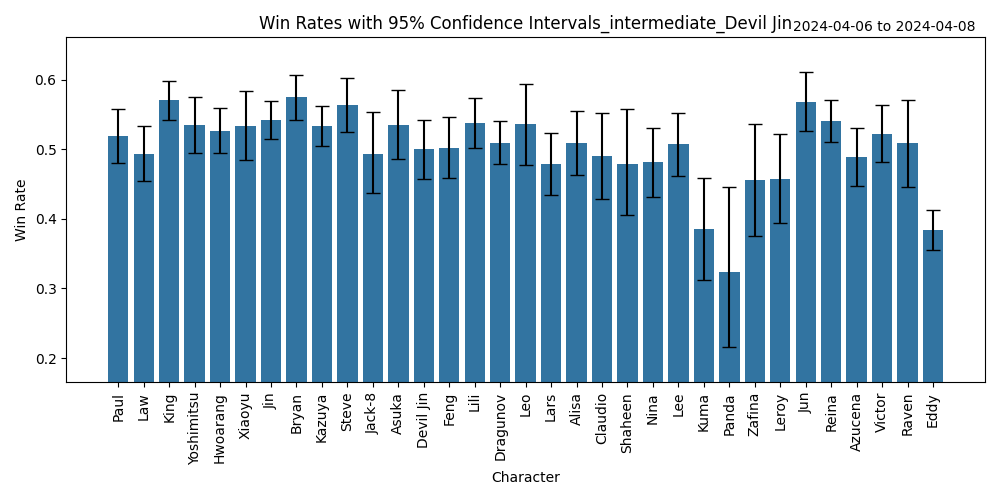 Win Rates with 95% Confidence Intervals_intermediate_Devil Jin
2024-04-06 to 2024-04-08
Win Rate
0.6
0.5
0.4
0.3
0.2
Paul
Law
King
Yoshimitsu
Hwoarang
Xiaoyu
Jin
Bryan
Kazuya
Steve
Jack-8
Asuka
Devil Jin
Feng
Lili
Dragunov
Leo
Lars
Alisa
Claudio
Shaheen
Nina
Lee
Kuma
Panda
Zafina
Leroy
Jun
Reina
Azucena
Victor
Raven
Eddy
Character